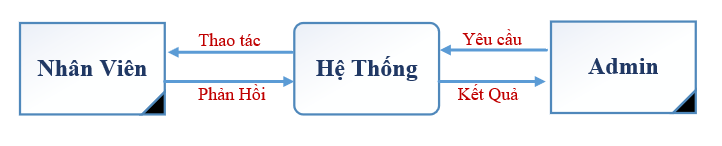 Thao tác
Yêu cầu
Nhân Viên
Hệ Thống
Admin
Phản Hồi
Kết Quả